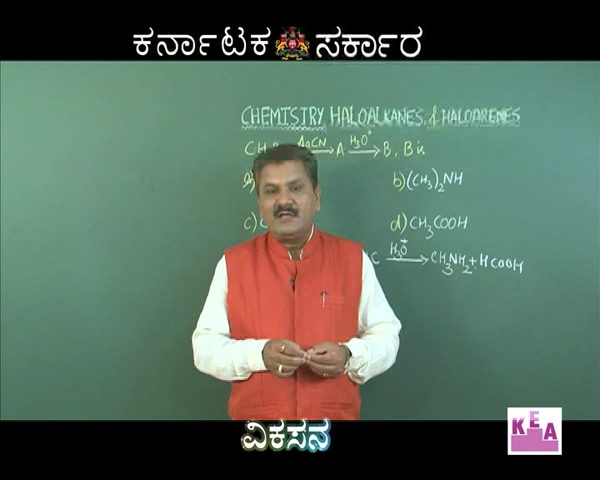 ಕರ್ನಾಟಕ ಸರ್ಕಾರ
CHEMISTRY HALOALKANES & HALOARENES
AgCN → A H₃O⁺ → B, B is
b) (CH₃)₂NH
c) d) CH₃COOH
C H₃O⁺ → CH₃NH₂ + HCOOH
ವಿಕಸನ
KEA